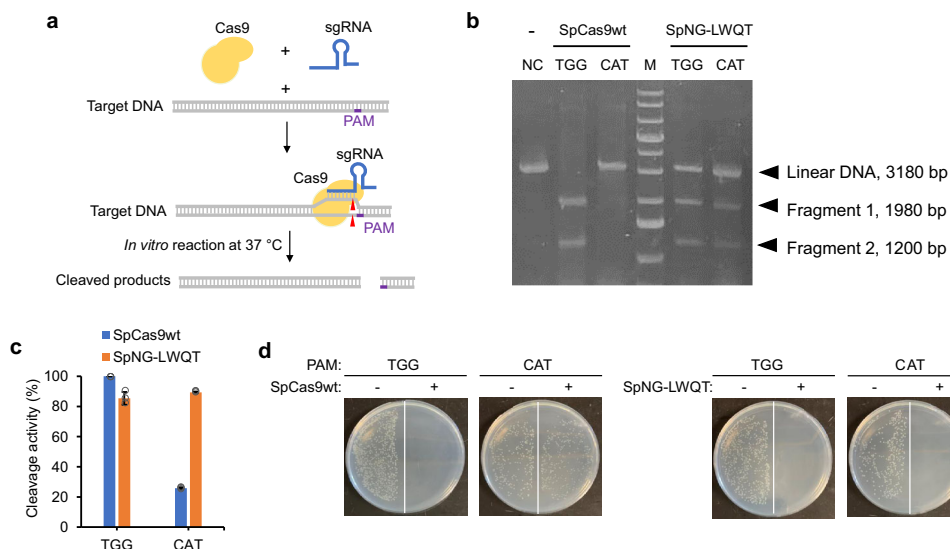 a
Cas9
+
sgRNA
+
Target DNA
PAM
sgRNA
Cas9
Target DNA
PAM
In vitro reaction at 37 °C
Cleaved products
b
- SpCas9wt SpNG-LWQT
NC TGG CAT M TGG CAT
Linear DNA, 3180 bp
Fragment 1, 1980 bp
Fragment 2, 1200 bp
c
SpCas9wt
SpNG-LWQT
Cleavage activity (%)
100
80
60
40
20
0
TGG CAT
d
PAM: TGG CAT
SpCas9wt: - + - +
TGG CAT
SpNG-LWQT: - + - +